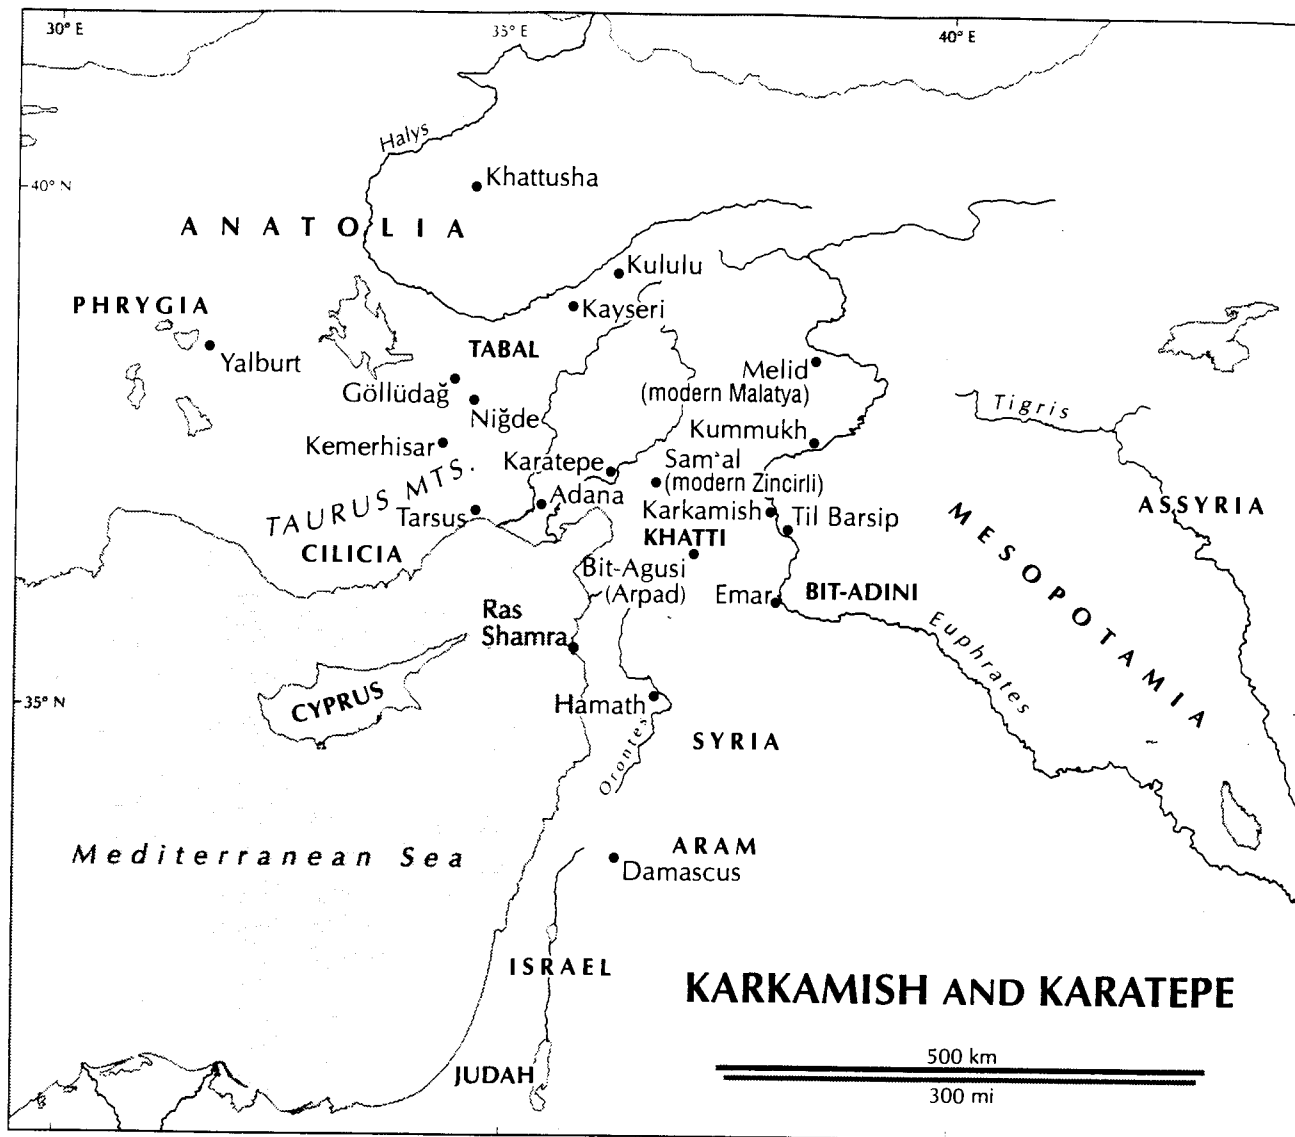 30° E
35° E
40° E
Halys
Khattusha
40° N
ANATOLIA
Kululu
PHRYGIA
Kayseri
Yalburt
TABAL
Melid
(modern Malatya)
Göllüdağ
Niğde
Tigris
Kemerhisar
Kummukh
Karatepe
Sam'al
(modern Zincirli)
TAURUS MTS.
Adana
Tarsus
Karkamish
Til Barsip
ASSYRIA
MESOPOTAMIA
CILICIA
KHATTI
Bit-Agusi
(Arpad)
Emar
BIT-ADINI
Ras
Shamra
Euphrates
CYPRUS
35° N
Hamath
Orontes
SYRIA
Mediterranean Sea
ARAM
Damascus
ISRAEL
KARKAMISH AND KARATEPE
JUDAH
500 km
300 mi